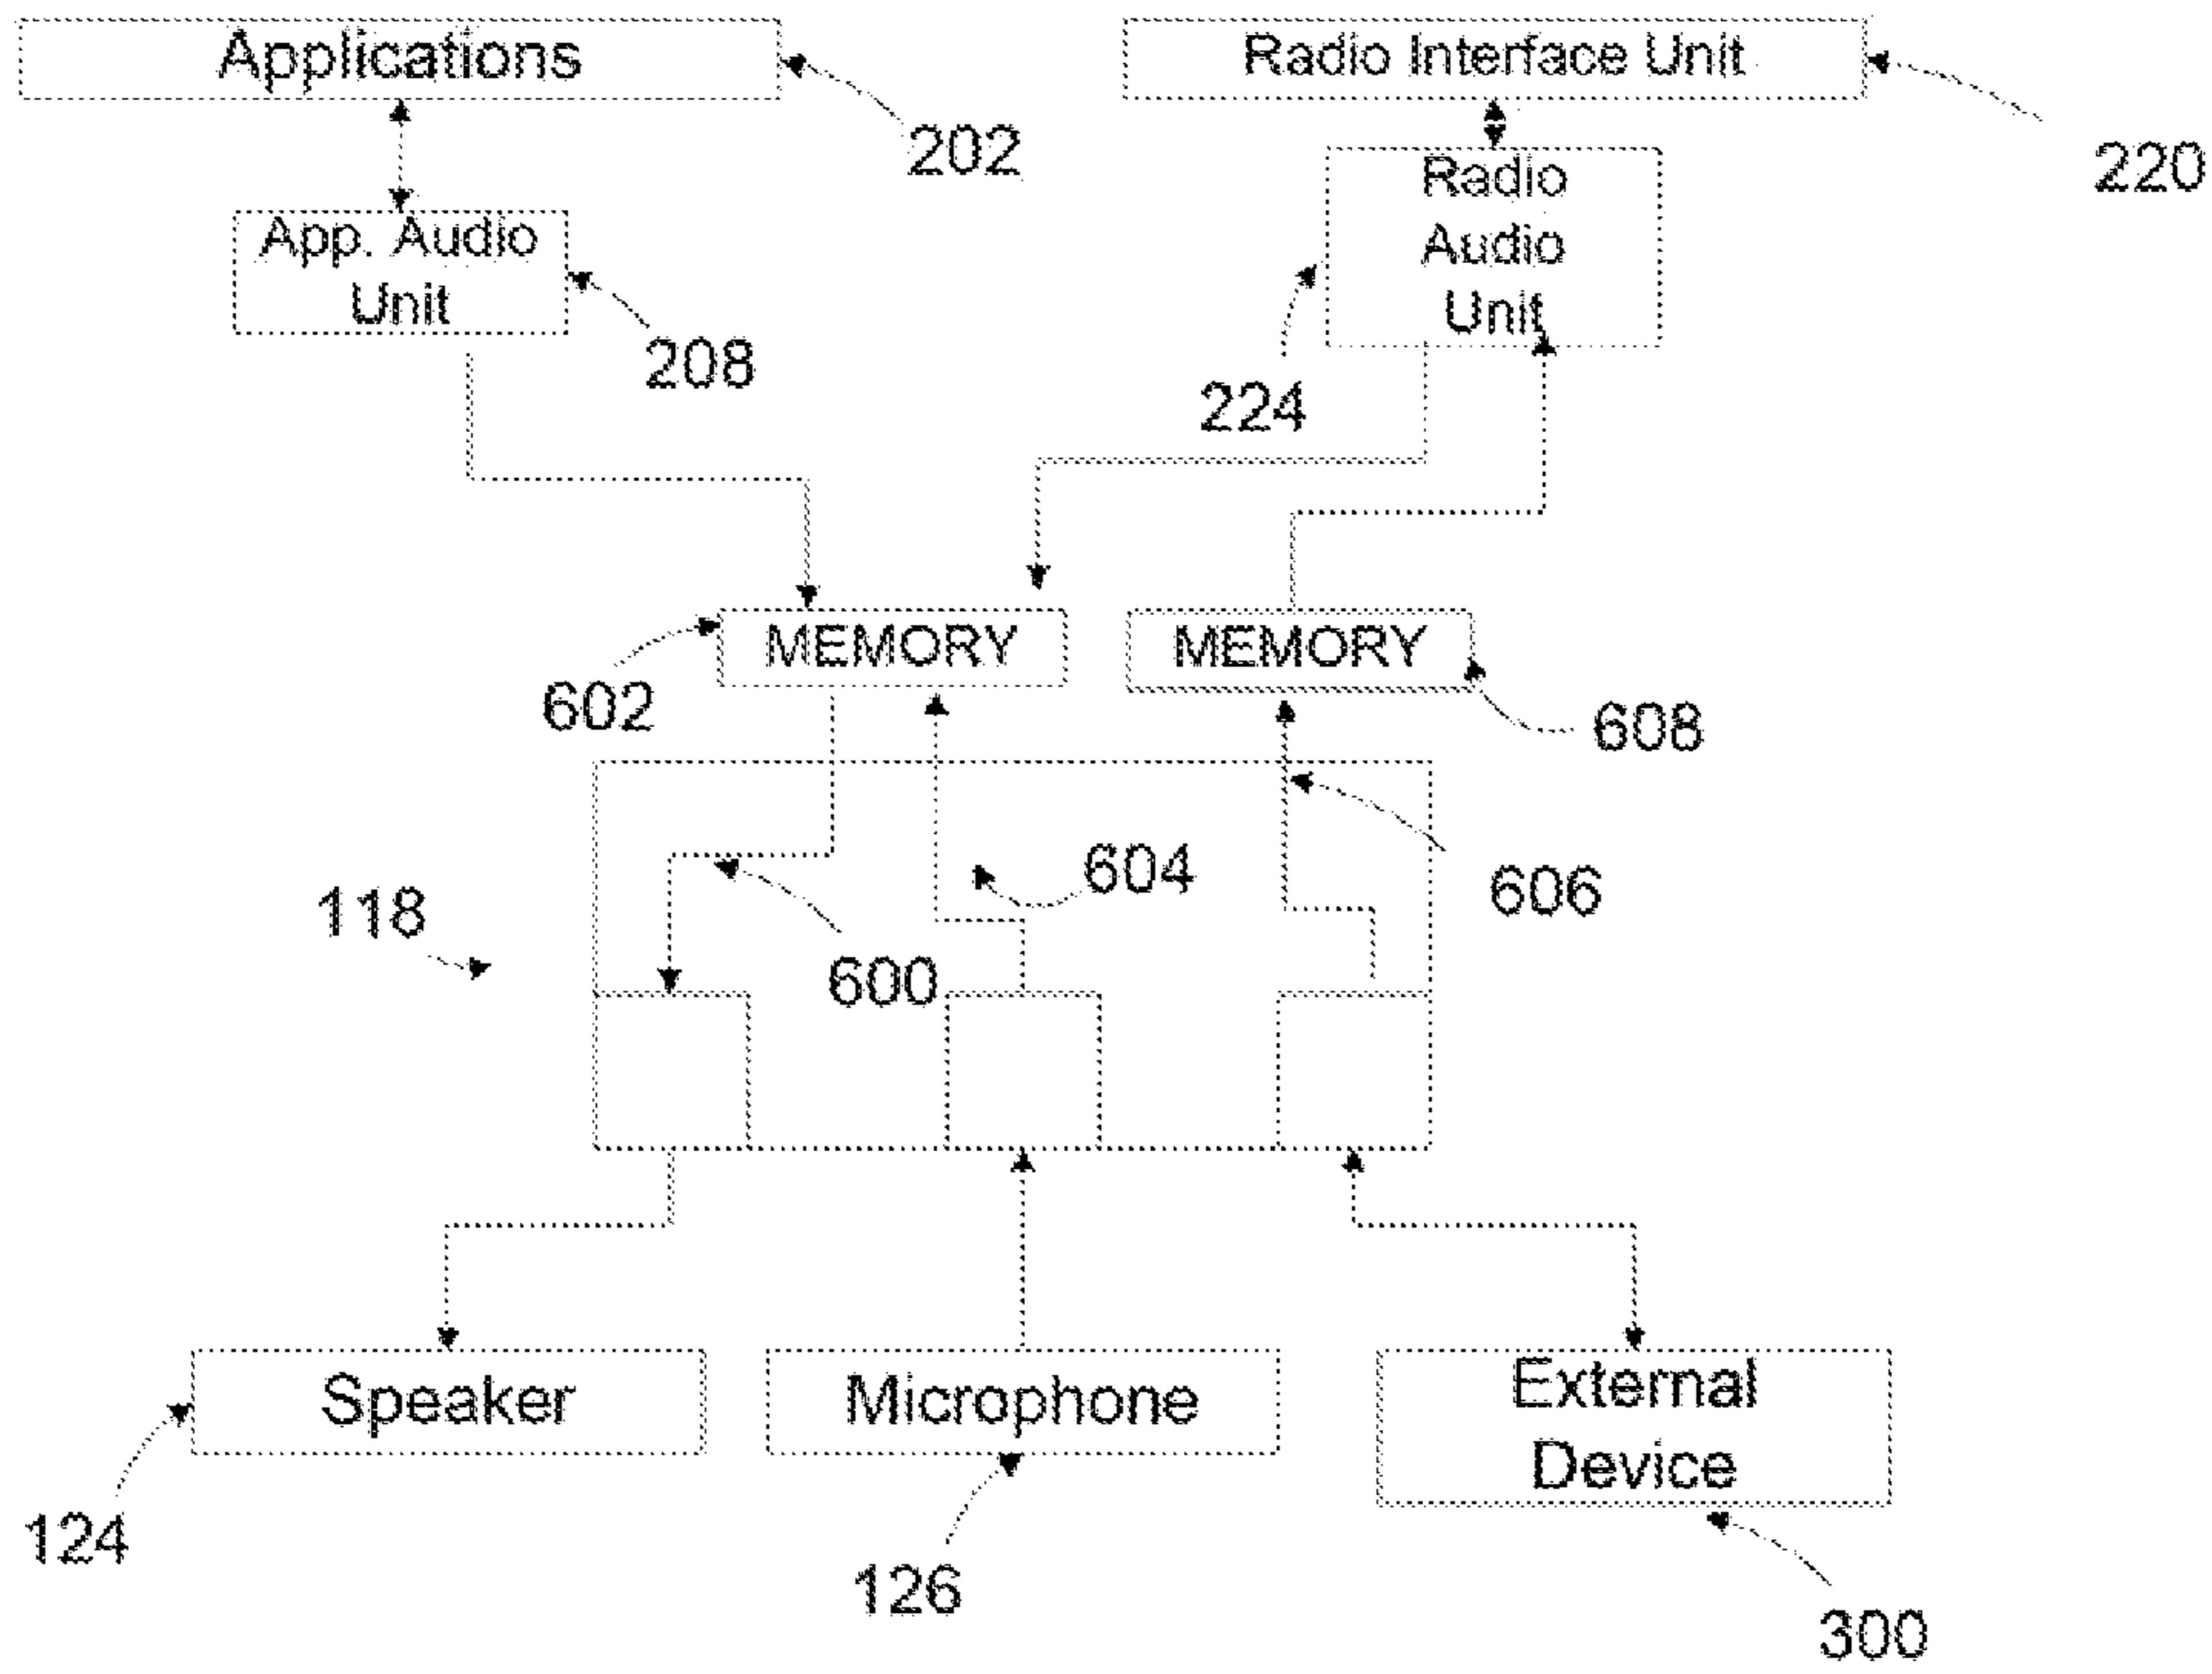 Applications
Radio Interface Unit
202
220
Radio
Audio
Unit
App. Audio
Unit
208
224
MEMORY
MEMORY
602
608
604
606
118
600
Speaker
Microphone
External
Device
124
126
300